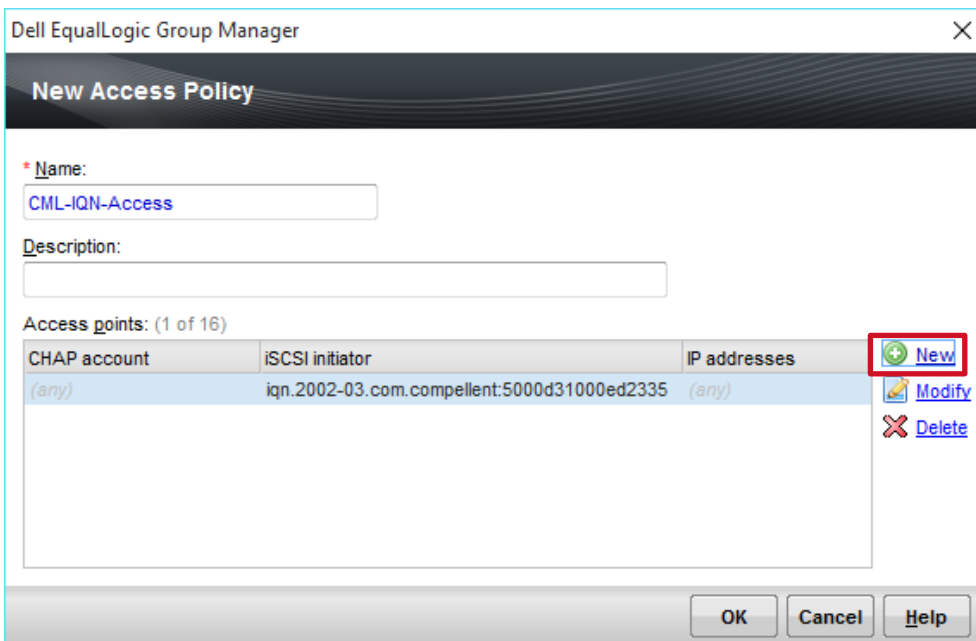 Dell EqualLogic Group Manager
New Access Policy
* Name:
CML-IQN-Access
Description:
Access points: (1 of 16)
CHAP account iSCSI initiator IP addresses
(any) iqn.2002-03.com.compellent:5000d31000ed2335 (any)
New
Modify
Delete
OK Cancel Help